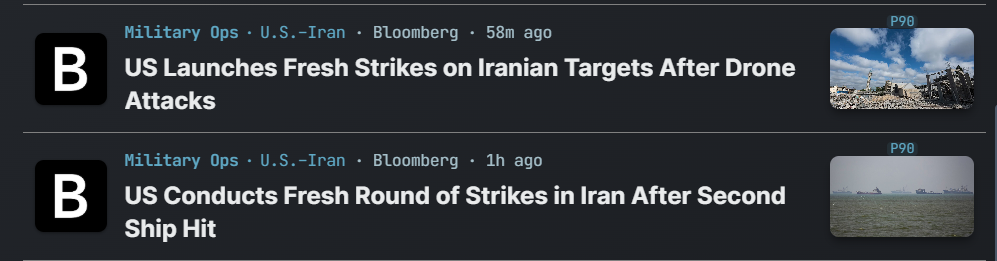 Military Ops · U.S.-Iran · Bloomberg · 58m ago
P90
B
US Launches Fresh Strikes on Iranian Targets After Drone
Attacks
Military Ops · U.S.-Iran · Bloomberg · 1h ago
P90
B
US Conducts Fresh Round of Strikes in Iran After Second
Ship Hit